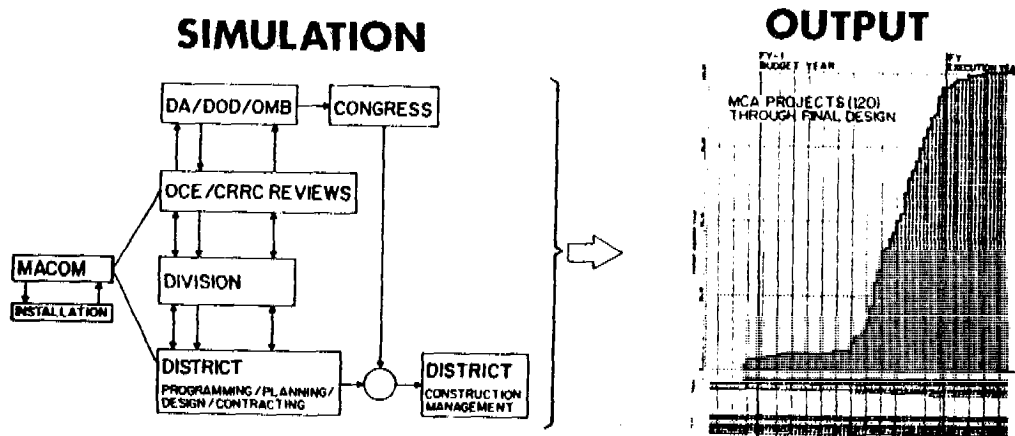 SIMULATION
OUTPUT
DA/DOD/OMB
CONGRESS
OCE/CRRC REVIEWS
MACOM
INSTALLATION
DIVISION
DISTRICT
PROGRAMMING/PLANNING/
DESIGN/CONTRACTING
DISTRICT
CONSTRUCTION
MANAGEMENT
FY-1
BUDGET YEAR
FY
EXECUTION YEAR
MCA PROJECTS (120)
THROUGH FINAL DESIGN